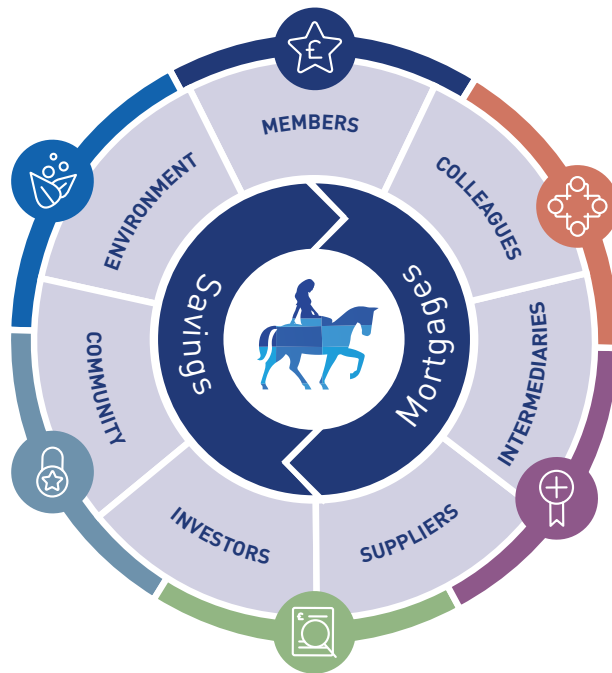 £
MEMBERS
COLLEAGUES
INTERMEDIARIES
SUPPLIERS
INVESTORS
COMMUNITY
ENVIRONMENT
Savings
Mortgages
£